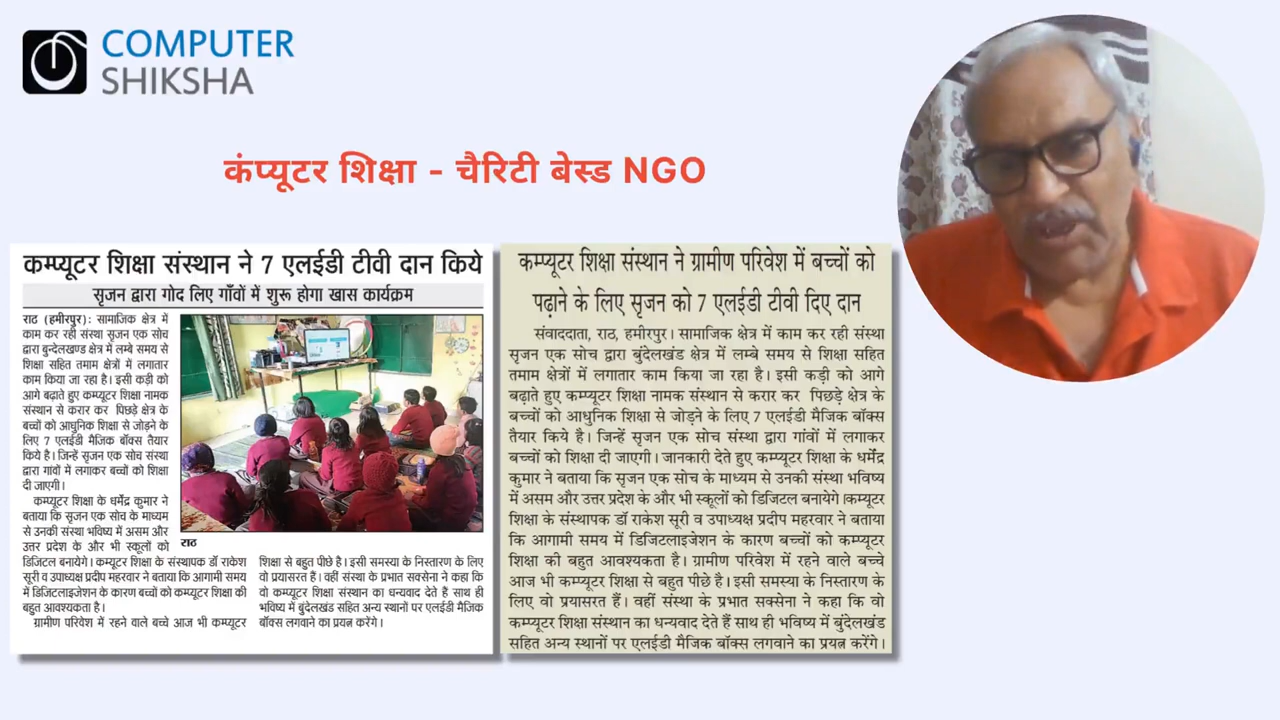 COMPUTER
SHIKSHA
कंप्यूटर शिक्षा - चैरिटी बेस्ड NGO
कम्प्यूटर शिक्षा संस्थान ने 7 एलईडी टीवी दान किये
सृजन द्वारा गोद लिए गाँवों में शुरू होगा खास कार्यक्रम
राठ (हमीरपुर)ः सामाजिक क्षेत्र में
काम कर रही संस्था सृजन एक सोच
द्वारा बुन्देलखण्ड क्षेत्र में लम्बे समय से
शिक्षा सहित तमाम क्षेत्रों में लगातार
काम किया जा रहा है। इसी कड़ी को
आगे बढ़ाते हुए कम्प्यूटर शिक्षा नामक
संस्थान से करार कर पिछड़े क्षेत्र के
बच्चों को आधुनिक शिक्षा से जोड़ने के
लिए 7 एलईडी मैजिक बॉक्स तैयार
किये है। जिन्हें सृजन एक सोच संस्था
द्वारा गांवों में लगाकर बच्चों को शिक्षा
दी जाएगी।
कम्प्यूटर शिक्षा के धर्मेंद्र कुमार ने
बताया कि सृजन एक सोच के माध्यम
से उनकी संस्था भविष्य में असम और
उत्तर प्रदेश के और भी स्कूलों को
डिजिटल बनायेगे। कम्यूटर शिक्षा के संस्थापक डॉ राकेश
सूरी व उपाध्यक्ष प्रदीप महरवार ने बताया कि आगामी समय
में डिजिटलाइजेशन के कारण बच्चों को कम्प्यूटर शिक्षा की
बहुत आवश्यकता है।
ग्रामीण परिवेश में रहने वाले बच्चे आज भी कम्प्यूटर
राठ
शिक्षा से बहुत पीछे है। इसी समस्या के निस्तारण के लिए
वो प्रयासरत हैं। वहीं संस्था के प्रभात सक्सेना ने कहा कि
वो कम्प्यूटर शिक्षा संस्थान का धन्यवाद देते हैं साथ ही
भविष्य में बुंदेलखंड सहित अन्य स्थानों पर एलईडी मैजिक
बॉक्स लगवाने का प्रयत्न करेंगे।
कम्प्यूटर शिक्षा संस्थान ने ग्रामीण परिवेश में बच्चों को
पढ़ाने के लिए सृजन को 7 एलईडी टीवी दिए दान
संवाददाता, राठ, हमीरपुर। सामाजिक क्षेत्र में काम कर रही संस्था
सृजन एक सोच द्वारा बुंदेलखंड क्षेत्र में लम्बे समय से शिक्षा सहित
तमाम क्षेत्रों में लगातार काम किया जा रहा है। इसी कड़ी को आगे
बढ़ाते हुए कम्प्यूटर शिक्षा नामक संस्थान से करार कर पिछड़े क्षेत्र के
बच्चों को आधुनिक शिक्षा से जोड़ने के लिए 7 एलईडी मैजिक बॉक्स
तैयार किये है। जिन्हें सृजन एक सोच संस्था द्वारा गांवों में लगाकर
बच्चों को शिक्षा दी जाएगी। जानकारी देते हुए कम्प्यूटर शिक्षा के धर्मेंद्र
कुमार ने बताया कि सृजन एक सोच के माध्यम से उनकी संस्था भविष्य
में असम और उत्तर प्रदेश के और भी स्कूलों को डिजिटल बनायेगे।कम्यूटर
शिक्षा के संस्थापक डॉ राकेश सूरी व उपाध्यक्ष प्रदीप महरवार ने बताया
कि आगामी समय में डिजिटलाइजेशन के कारण बच्चों को कम्प्यूटर
शिक्षा की बहुत आवश्यकता है। ग्रामीण परिवेश में रहने वाले बच्चे
आज भी कम्प्यूटर शिक्षा से बहुत पीछे है। इसी समस्या के निस्तारण के
लिए वो प्रयासरत हैं। वहीं संस्था के प्रभात सक्सेना ने कहा कि वो
कम्प्यूटर शिक्षा संस्थान का धन्यवाद देते हैं साथ ही भविष्य में बुंदेलखंड
सहित अन्य स्थानों पर एलईडी मैजिक बॉक्स लगवाने का प्रयत्न करेंगे।